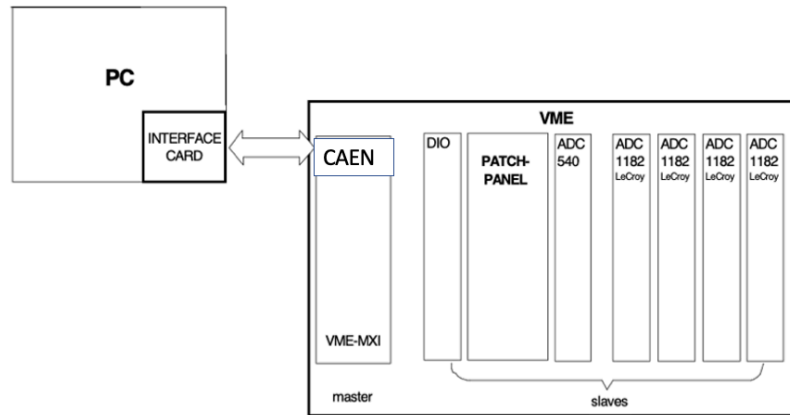 PC
INTERFACE
CARD
VME
CAEN
VME-MXI
master
DIO
PATCH-
PANEL
ADC
540
ADC
1182
LeCroy
ADC
1182
LeCroy
ADC
1182
LeCroy
ADC
1182
LeCroy
slaves